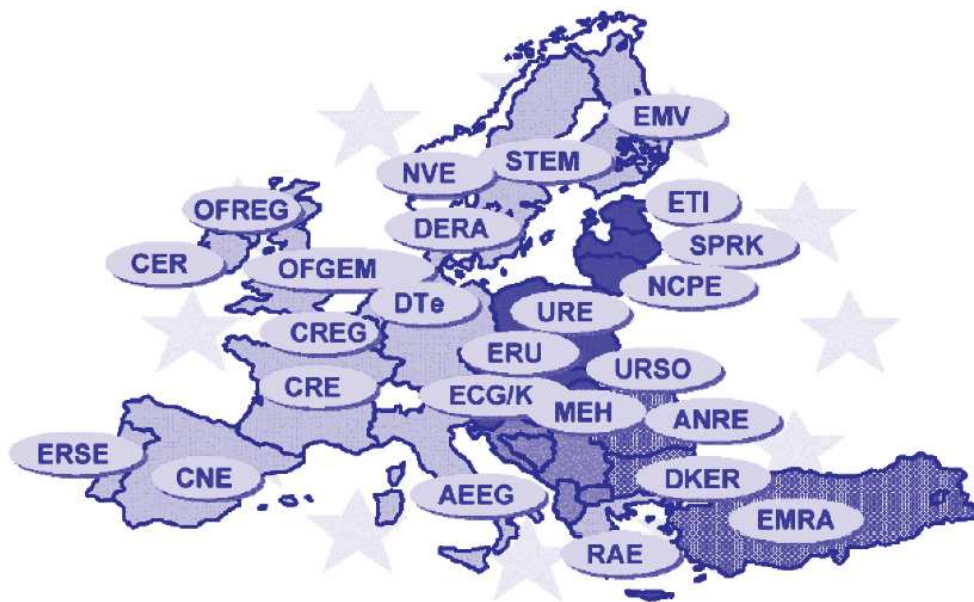 EMV
STEM
NVE
ETI
OFREG
DERA
SPRK
CER
OFGEM
NCPE
DTe
URE
CREG
ERU
URSO
CRE
ECG/K
MEH
ANRE
ERSE
CNE
AEEG
DKER
EMRA
RAE